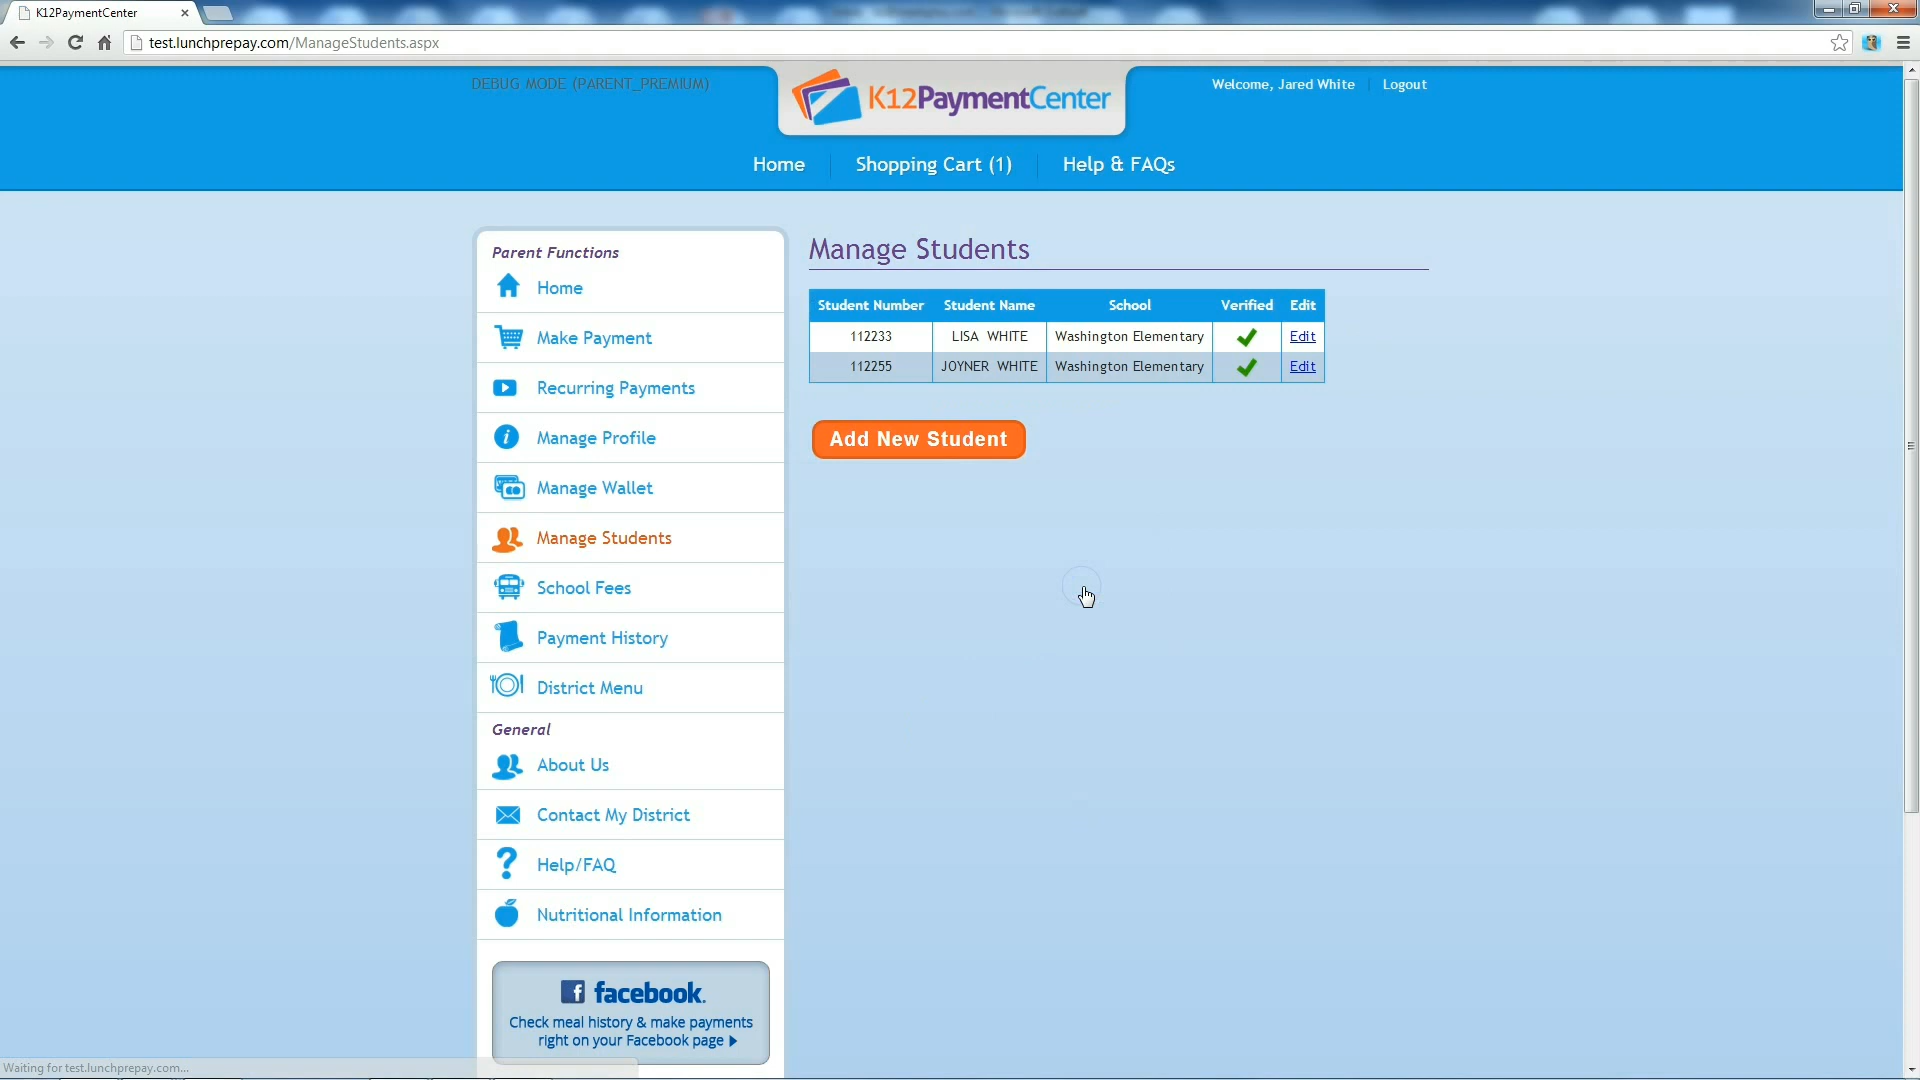 K12PaymentCenter
test.lunchprepay.com/ManageStudents.aspx
DEBUG MODE (PARENT_PREMIUM)
K12PaymentCenter
Welcome, Jared White
Logout
Home
Shopping Cart (1)
Help & FAQs
Parent Functions
Home
Make Payment
Recurring Payments
Manage Profile
Manage Wallet
Manage Students
School Fees
Payment History
District Menu
General
About Us
Contact My District
Help/FAQ
Nutritional Information
facebook.
Check meal history & make payments
right on your Facebook page
Manage Students
Student Number Student Name School Verified Edit
112233 LISA WHITE Washington Elementary Edit
112255 JOYNER WHITE Washington Elementary Edit
Add New Student
Waiting for test.lunchprepay.com...